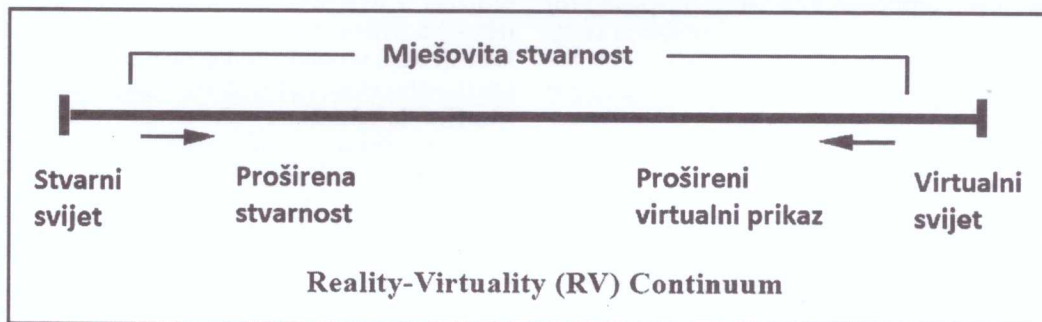 Mješovita stvarnost
Stvarni
svijet
Proširena
stvarnost
Prošireni
virtualni prikaz
Virtualni
svijet
Reality-Virtuality (RV) Continuum